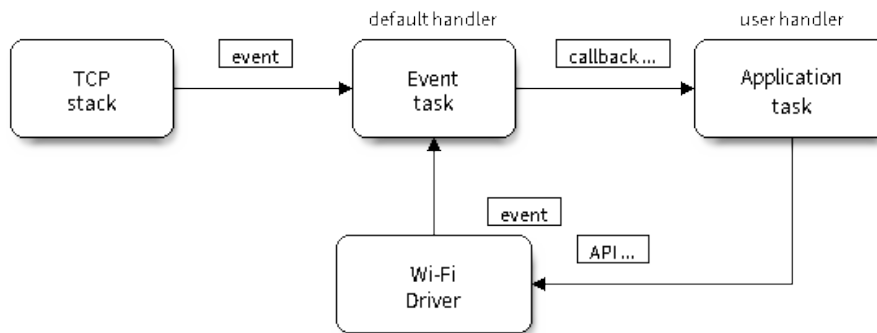 default handler
user handler
event
callback ...
TCP
stack
Event
task
Application
task
event
API ...
Wi-Fi
Driver